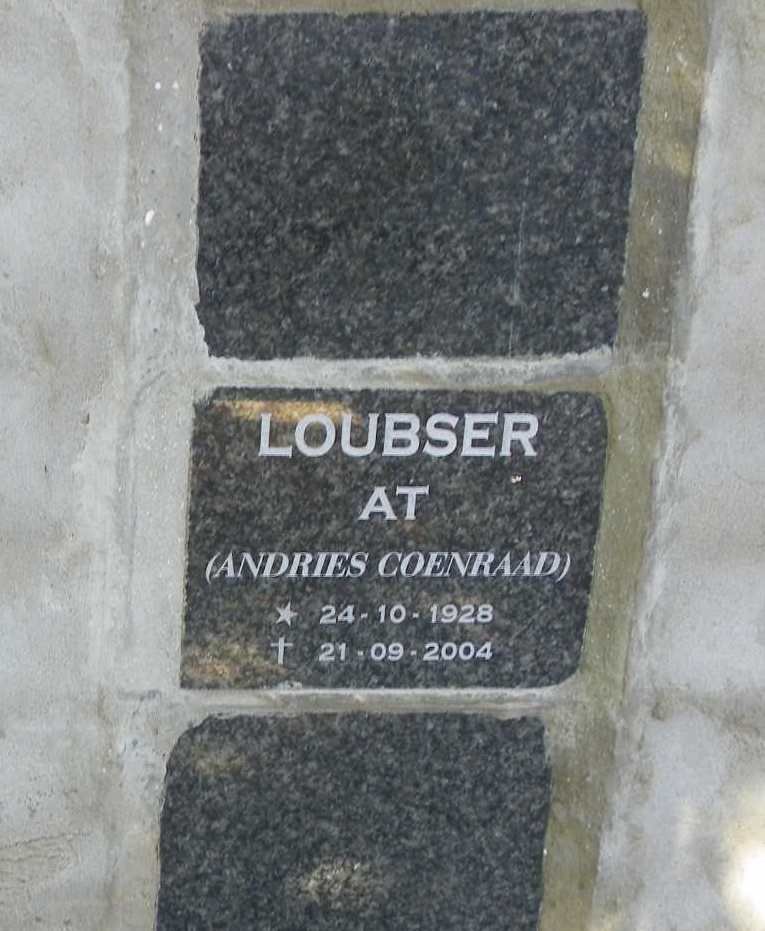 LOUBSER
AT
(ANDRIES COENRAAD)
★ 24-10-1928
† 21-09-2004